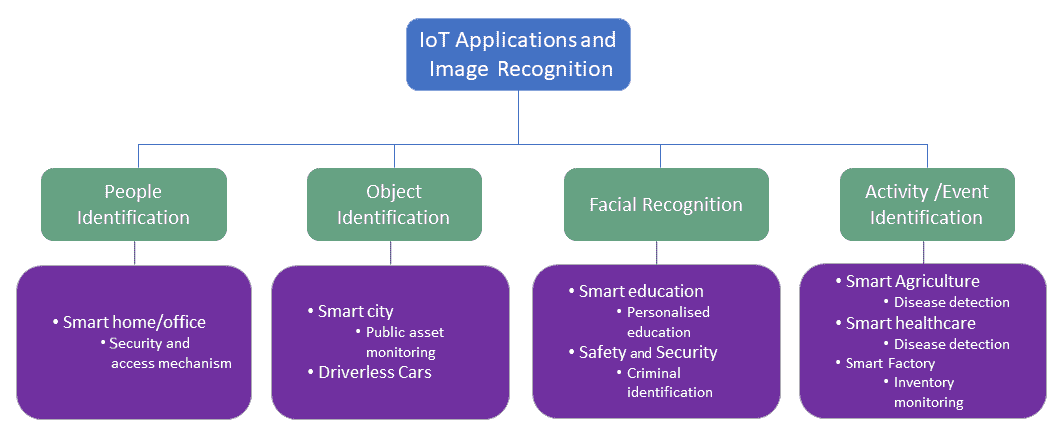 IoT Applications and
Image Recognition
People
Identification
Object
Identification
Facial Recognition
Activity /Event
Identification
• Smart home/office
• Security and
access mechanism
• Smart city
• Public asset
monitoring
• Driverless Cars
• Smart education
• Personalised
education
• Safety and Security
• Criminal
identification
• Smart Agriculture
• Disease detection
• Smart healthcare
• Disease detection
• Smart Factory
• Inventory
monitoring